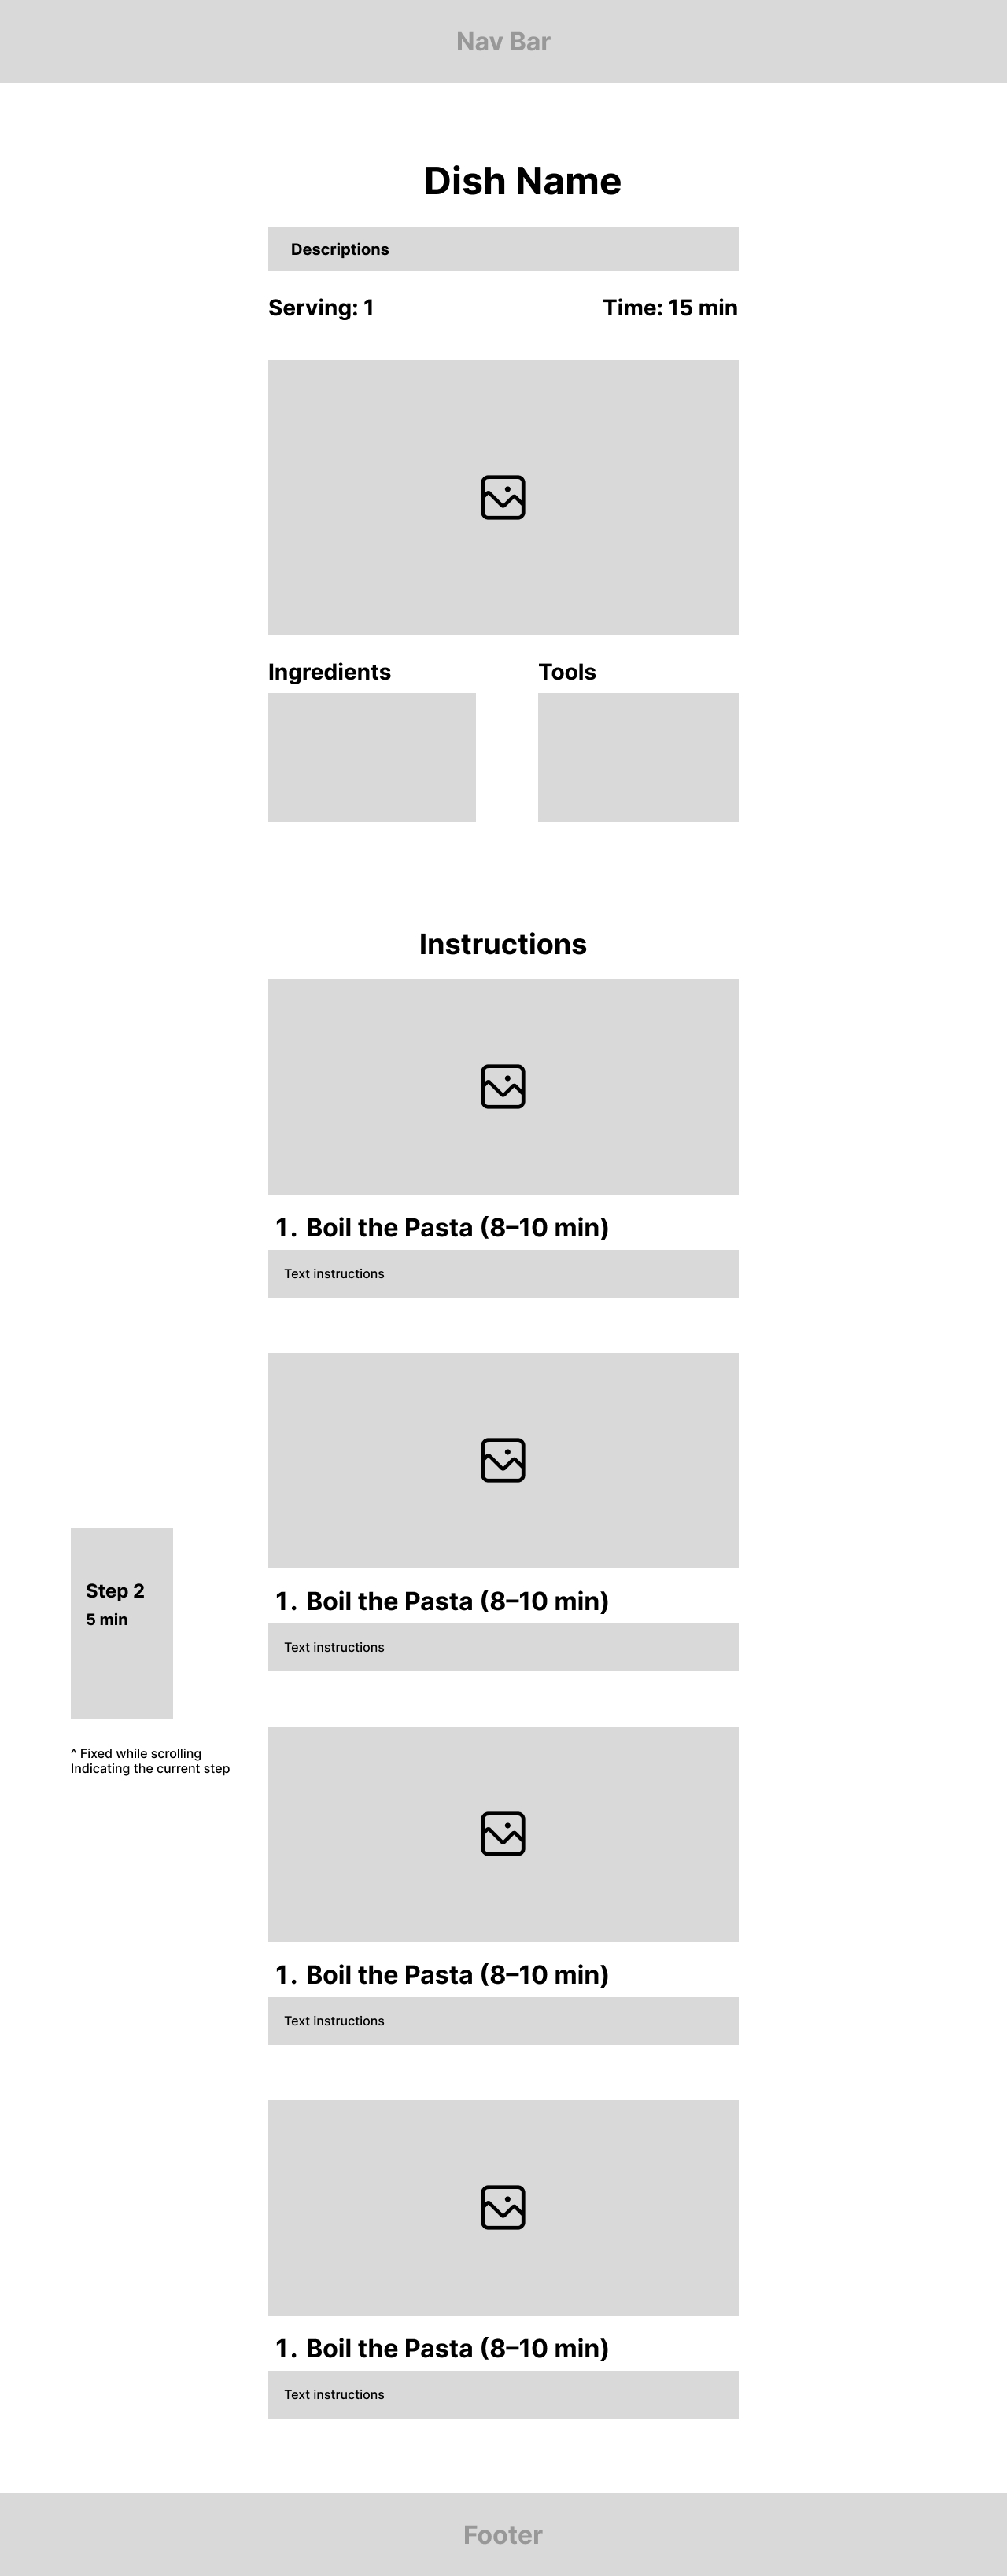 Nav Bar
Dish Name
Descriptions
Serving: 1
Time: 15 min
Ingredients
Tools
Instructions
1. Boil the Pasta (8–10 min)
Text instructions
Step 2
5 min
1. Boil the Pasta (8–10 min)
Text instructions
^ Fixed while scrolling
Indicating the current step
1. Boil the Pasta (8–10 min)
Text instructions
1. Boil the Pasta (8–10 min)
Text instructions
Footer